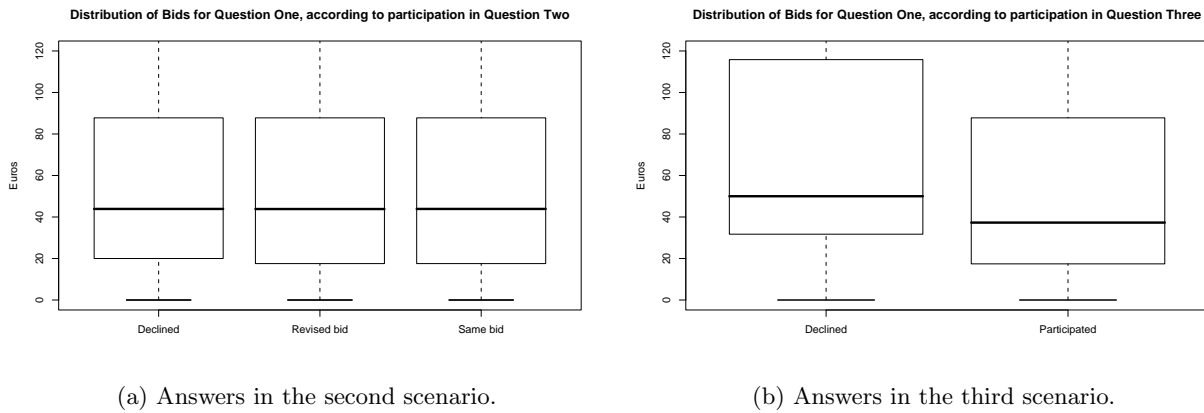 Distribution of Bids for Question One, according to participation in Question Two
Euros
120
100
80
60
40
20
0
Declined Revised bid Same bid
(a) Answers in the second scenario.
Distribution of Bids for Question One, according to participation in Question Three
Euros
120
100
80
60
40
20
0
Declined Participated
(b) Answers in the third scenario.